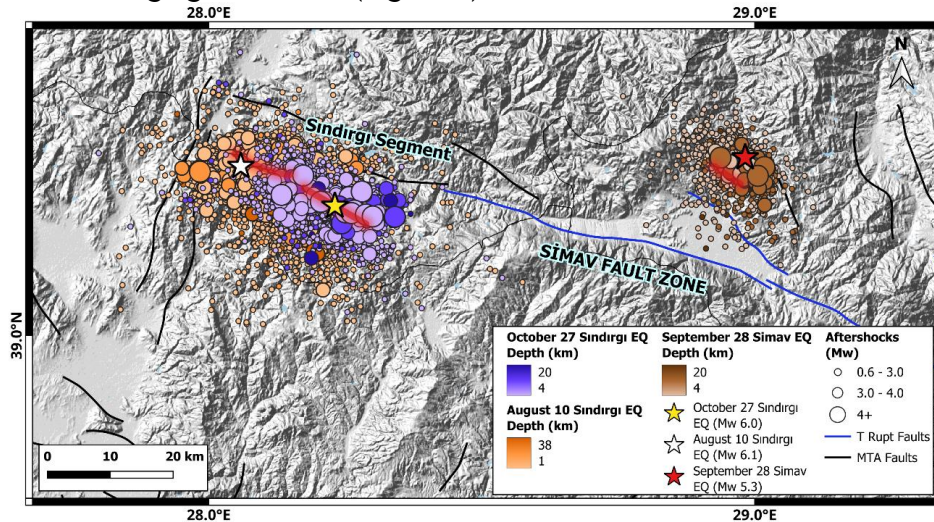 28.0°E
29.0°E
N
Sındırgı Segment
SİMAV FAULT ZONE
39.0°N
October 27 Sındırgı EQ
Depth (km)
20
4
August 10 Sındırgı EQ
Depth (km)
38
1
September 28 Simav EQ
Depth (km)
20
4
October 27 Sındırgı
EQ (Mw 6.0)
August 10 Sındırgı
EQ (Mw 6.1)
September 28 Simav
EQ (Mw 5.3)
Aftershocks
(Mw)
0.6 - 3.0
3.0 - 4.0
4+
T Rupt Faults
MTA Faults
0 10 20 km
28.0°E
29.0°E